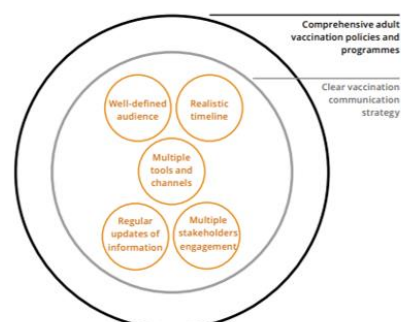 Comprehensive adult
vaccination policies and
programmes
Clear vaccination
communication
strategy
Well-defined
audience
Realistic
timeline
Multiple
tools and
channels
Regular
updates of
information
Multiple
stakeholders
engagement